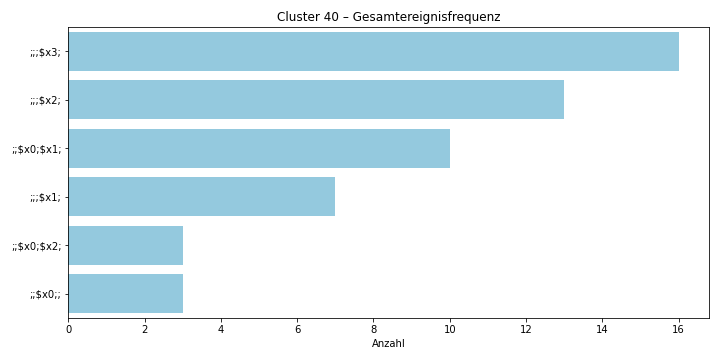 Cluster 40 – Gesamtereignisfrequenz
;;;$x3;
;;;$x2;
;;$x0;$x1;
;;;$x1;
;;$x0;$x2;
;;$x0;;
0 2 4 6 8 10 12 14 16
Anzahl